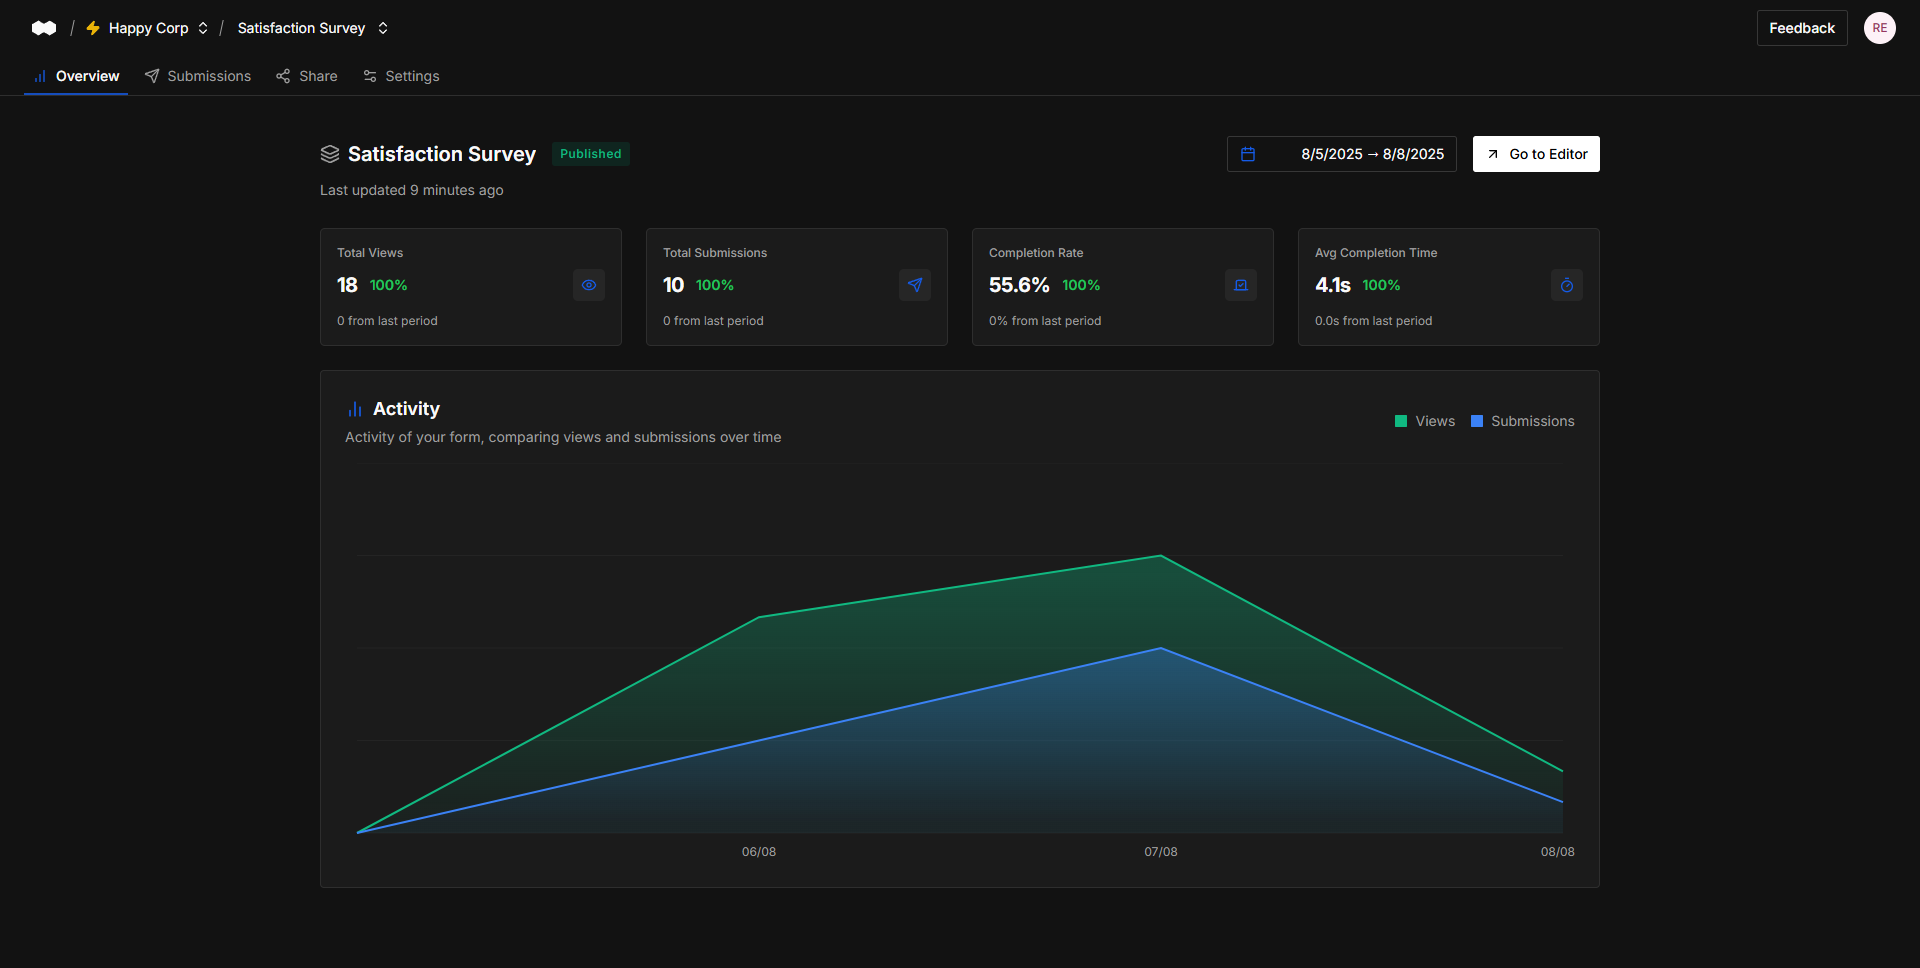 / Happy Corp / Satisfaction Survey
Feedback
RE
Overview
Submissions
Share
Settings
Satisfaction Survey
Published
8/5/2025 → 8/8/2025
Go to Editor
Last updated 9 minutes ago
Total Views
18 100%
0 from last period
Total Submissions
10 100%
0 from last period
Completion Rate
55.6% 100%
0% from last period
Avg Completion Time
4.1s 100%
0.0s from last period
Activity
Activity of your form, comparing views and submissions over time
Views
Submissions
06/08
07/08
08/08